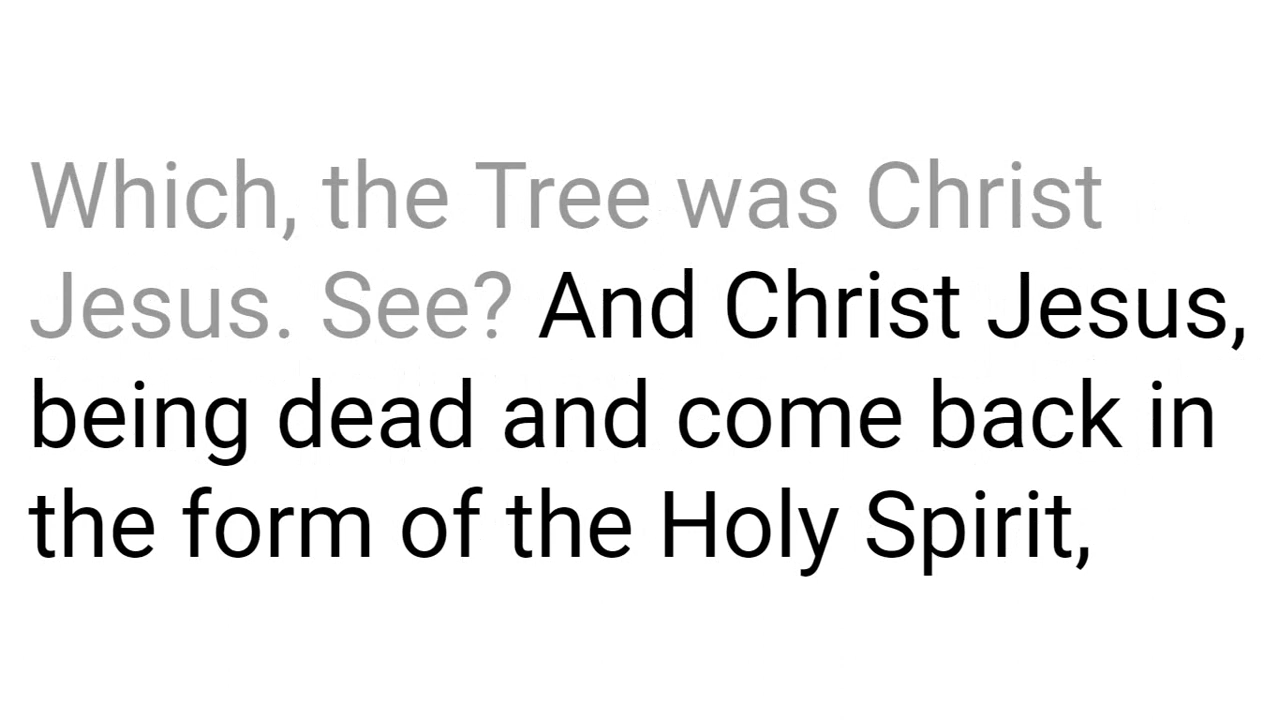 Which, the Tree was Christ
Jesus. See? And Christ Jesus,
being dead and come back in
the form of the Holy Spirit,